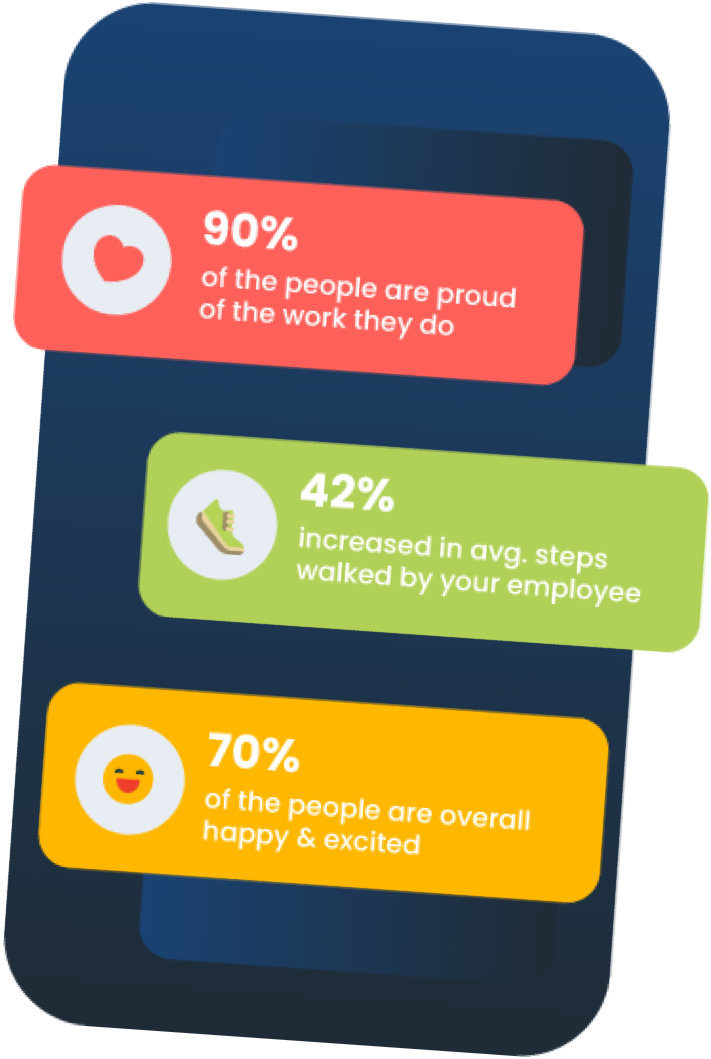 90%
of the people are proud
of the work they do
42%
increased in avg. steps
walked by your employee
70%
of the people are overall
happy & excited